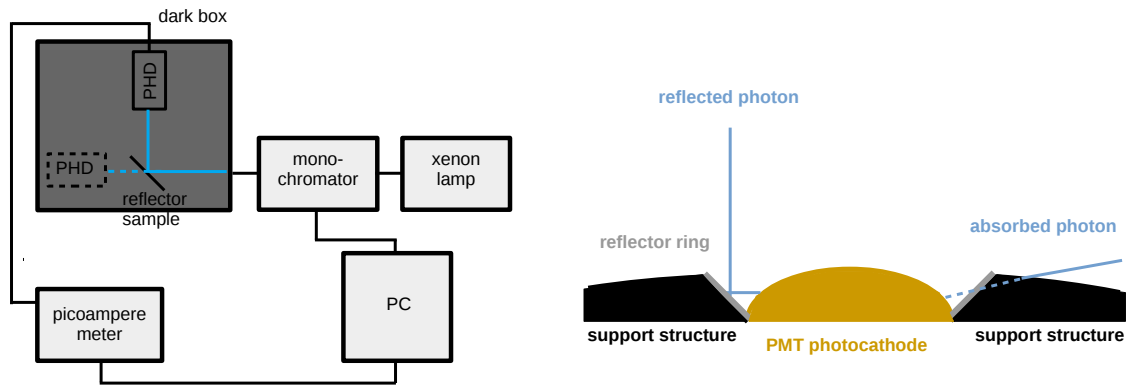 dark box
PHD
PHD
reflector
sample
mono-
chromator
xenon
lamp
picoampere
meter
PC
reflected photon
reflector ring
absorbed photon
support structure
PMT photocathode
support structure